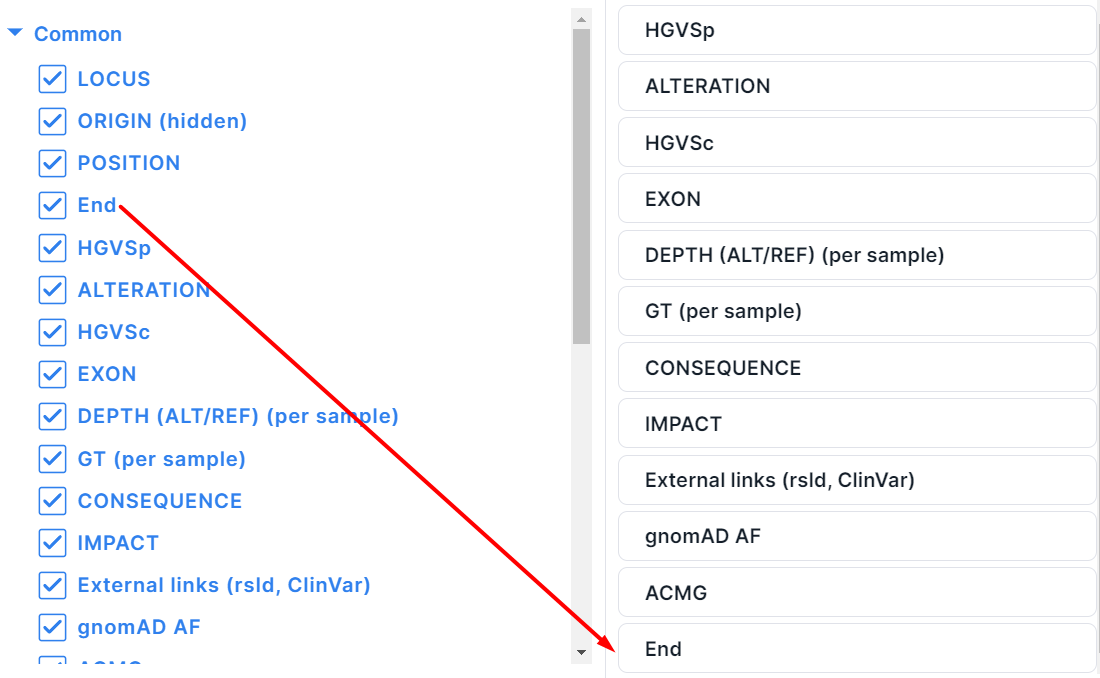 Common
LOCUS
ORIGIN (hidden)
POSITION
End
HGVSp
ALTERATION
HGVSc
EXON
DEPTH (ALT/REF) (per sample)
GT (per sample)
CONSEQUENCE
IMPACT
External links (rsId, ClinVar)
gnomAD AF
ACMG
HGVSp
ALTERATION
HGVSc
EXON
DEPTH (ALT/REF) (per sample)
GT (per sample)
CONSEQUENCE
IMPACT
External links (rsId, ClinVar)
gnomAD AF
ACMG
End